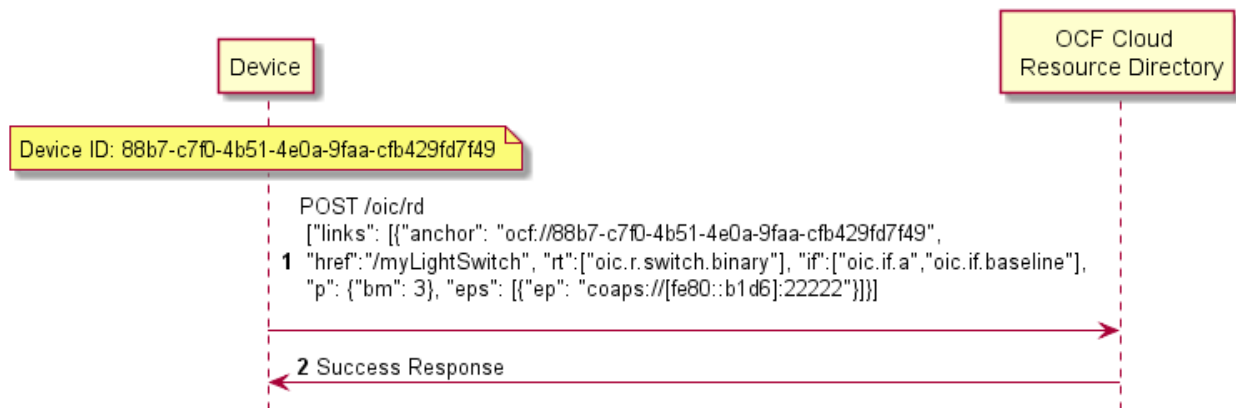 Device
OCF Cloud
Resource Directory
Device ID: 88b7-c7f0-4b51-4e0a-9faa-cfb429fd7f49
POST /oic/rd
["links": [{"anchor": "ocf://88b7-c7f0-4b51-4e0a-9faa-cfb429fd7f49",
1 "href":"/myLightSwitch", "rt":["oic.r.switch.binary"], "if":["oic.if.a","oic.if.baseline"],
"p": {"bm": 3}, "eps": [{"ep": "coaps://[fe80::b1d6]:22222"}]}]
2 Success Response